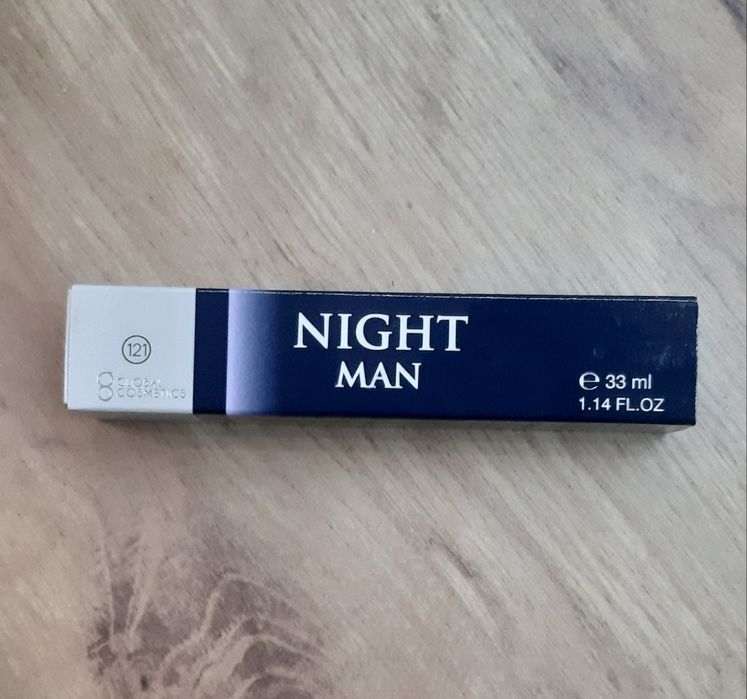 121
GLOBAL
COSMETICS
NIGHT
MAN
℮ 33 ml
1.14 FL.OZ